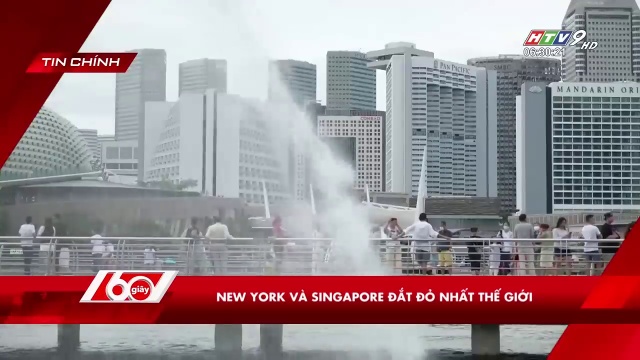 TIN CHÍNH
HTV9 HD
06:30:21
PAN PACIFIC
MANDARIN ORI
60 giây
NEW YORK VÀ SINGAPORE ĐẮT ĐỎ NHẤT THẾ GIỚI